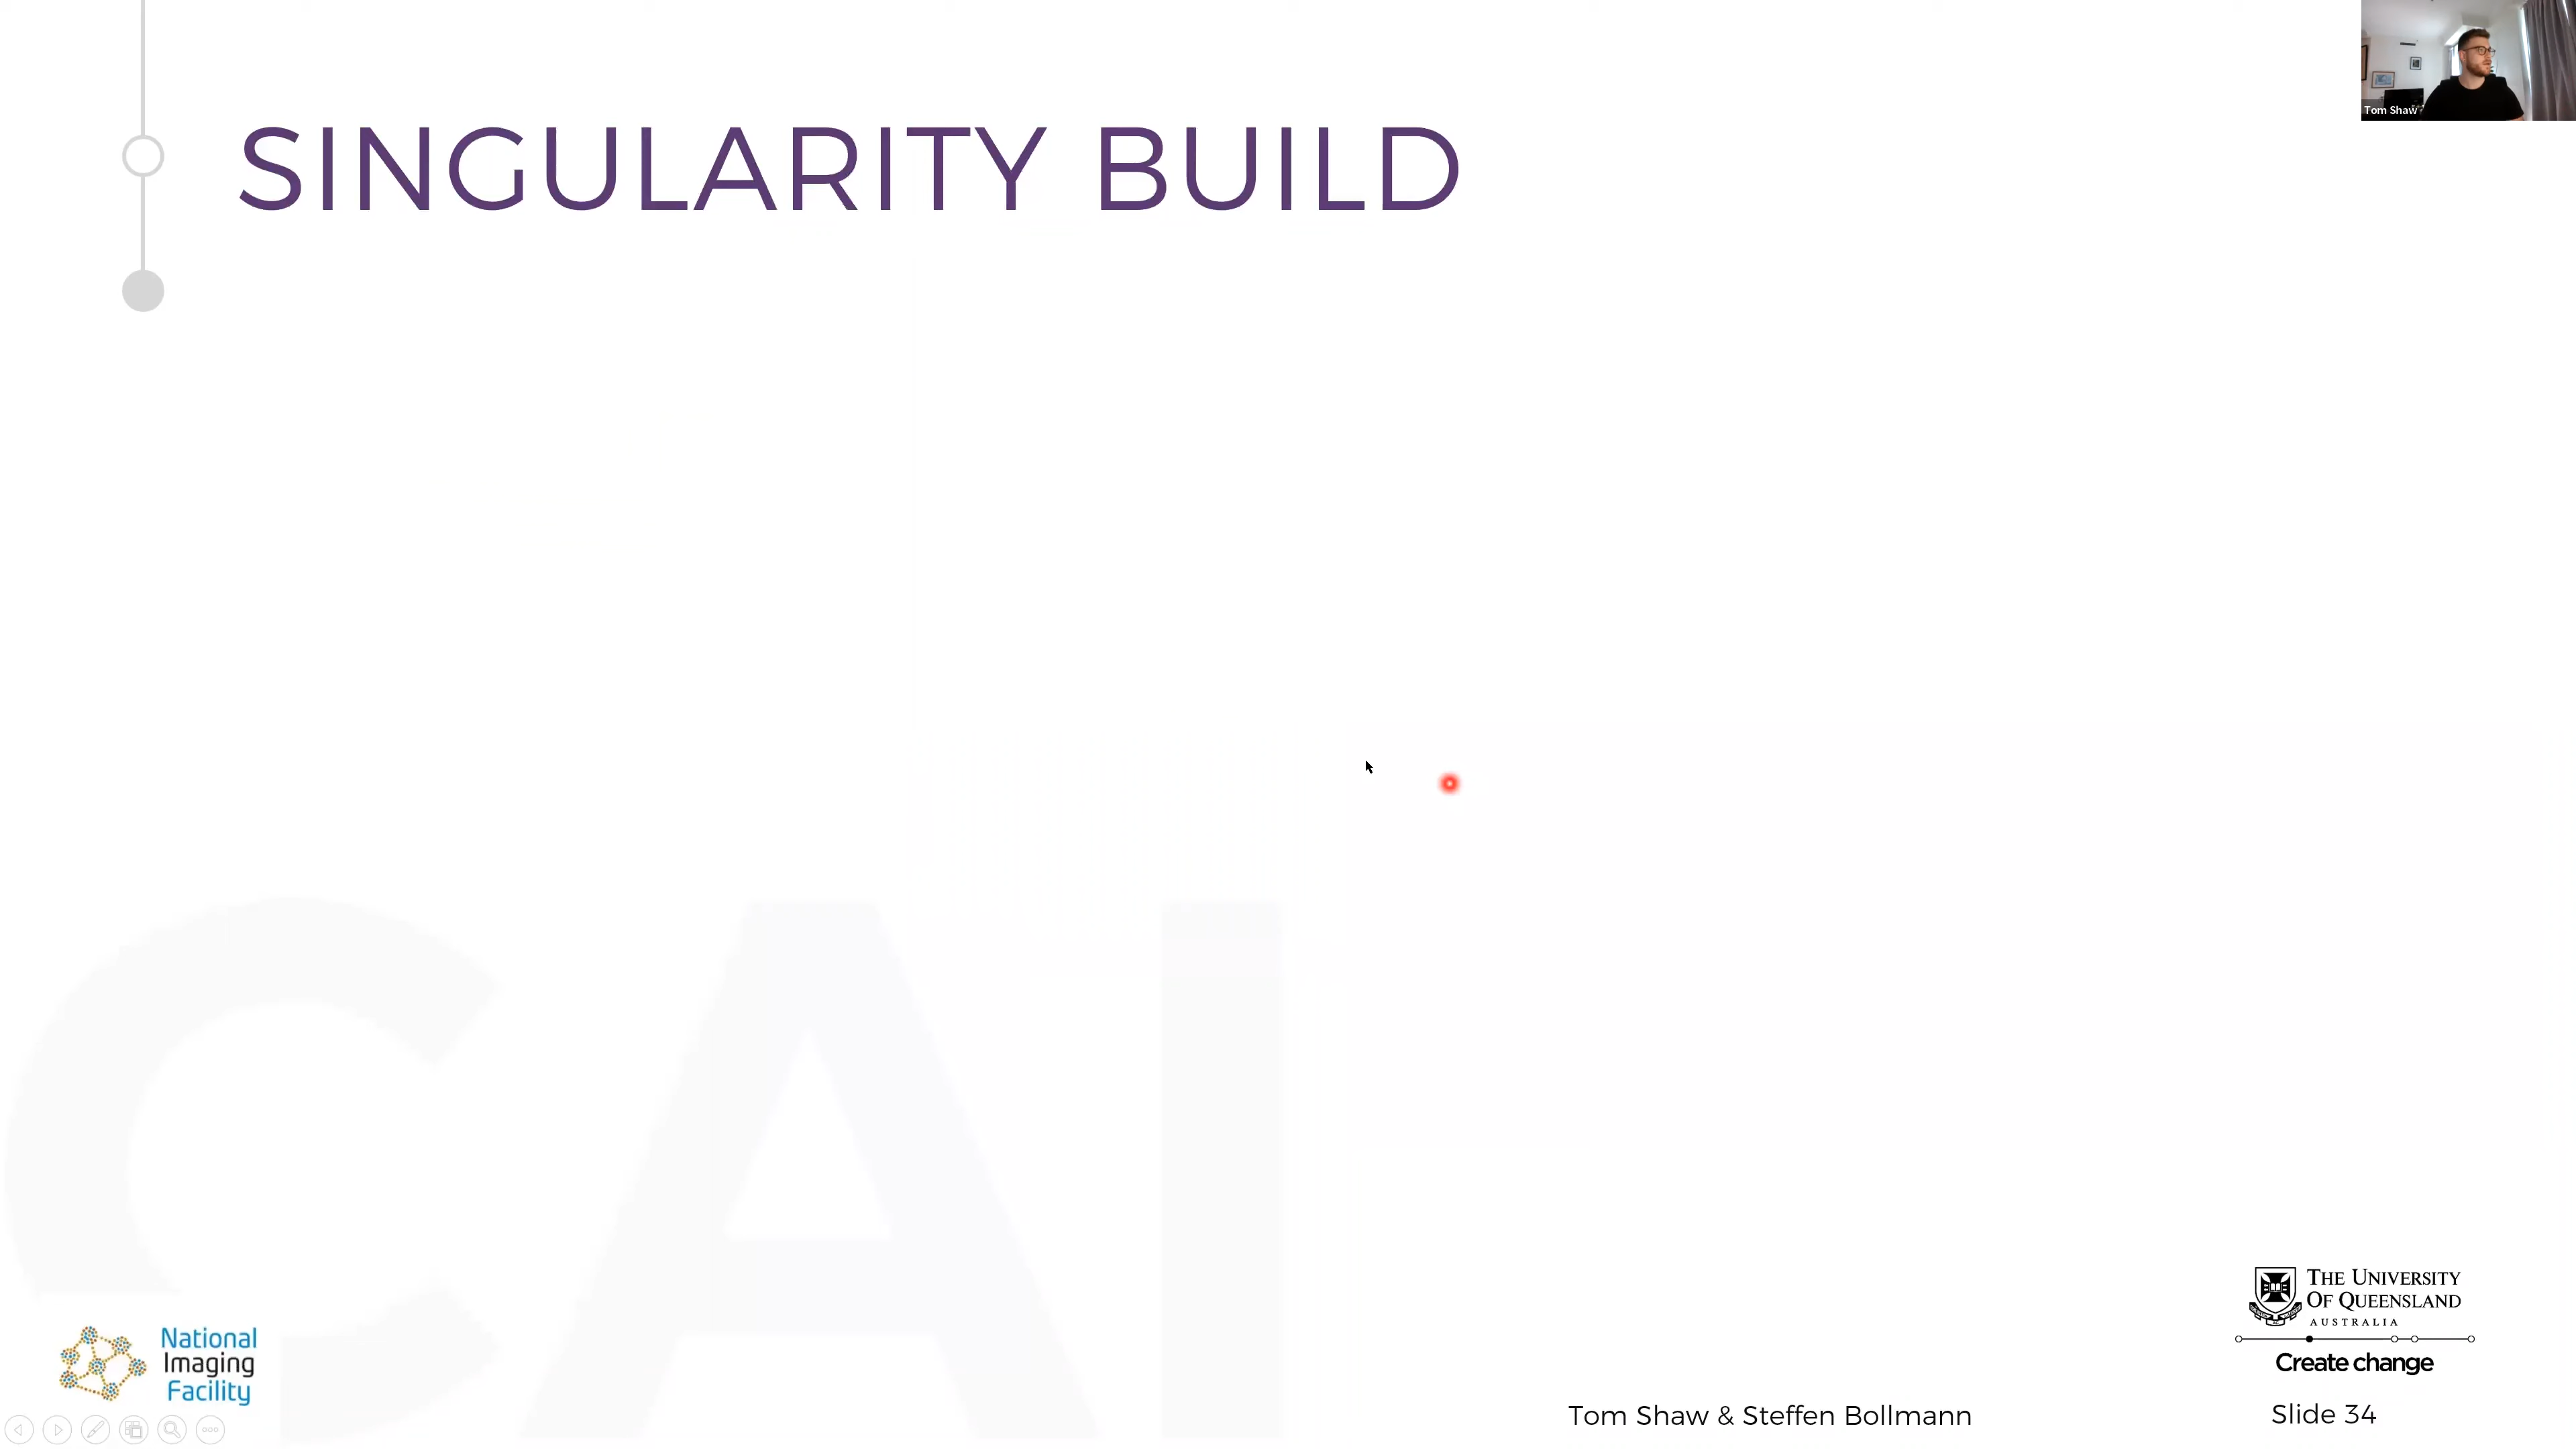 Tom Shaw
SINGULARITY BUILD
CAI
THE UNIVERSITY
OF QUEENSLAND
AUSTRALIA
Create change
National
Imaging
Facility
Tom Shaw & Steffen Bollmann
Slide 34